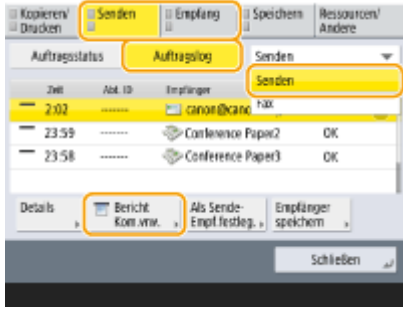 Kopieren/ Drucken
Senden
Empfang
Speichern
Ressourcen/ Andere
Auftragsstatus
Auftragslog
Senden
Senden
Fax
Zeit Abt. ID Empfänger
2:02 ------- canon@cano
23:59 ------- Conference Paper2 OK
23:58 ------- Conference Paper3 OK
Details
Bericht
Kom.vrw.
Als Sende-
Empf.festleg.
Empfänger
speichern
Schließen